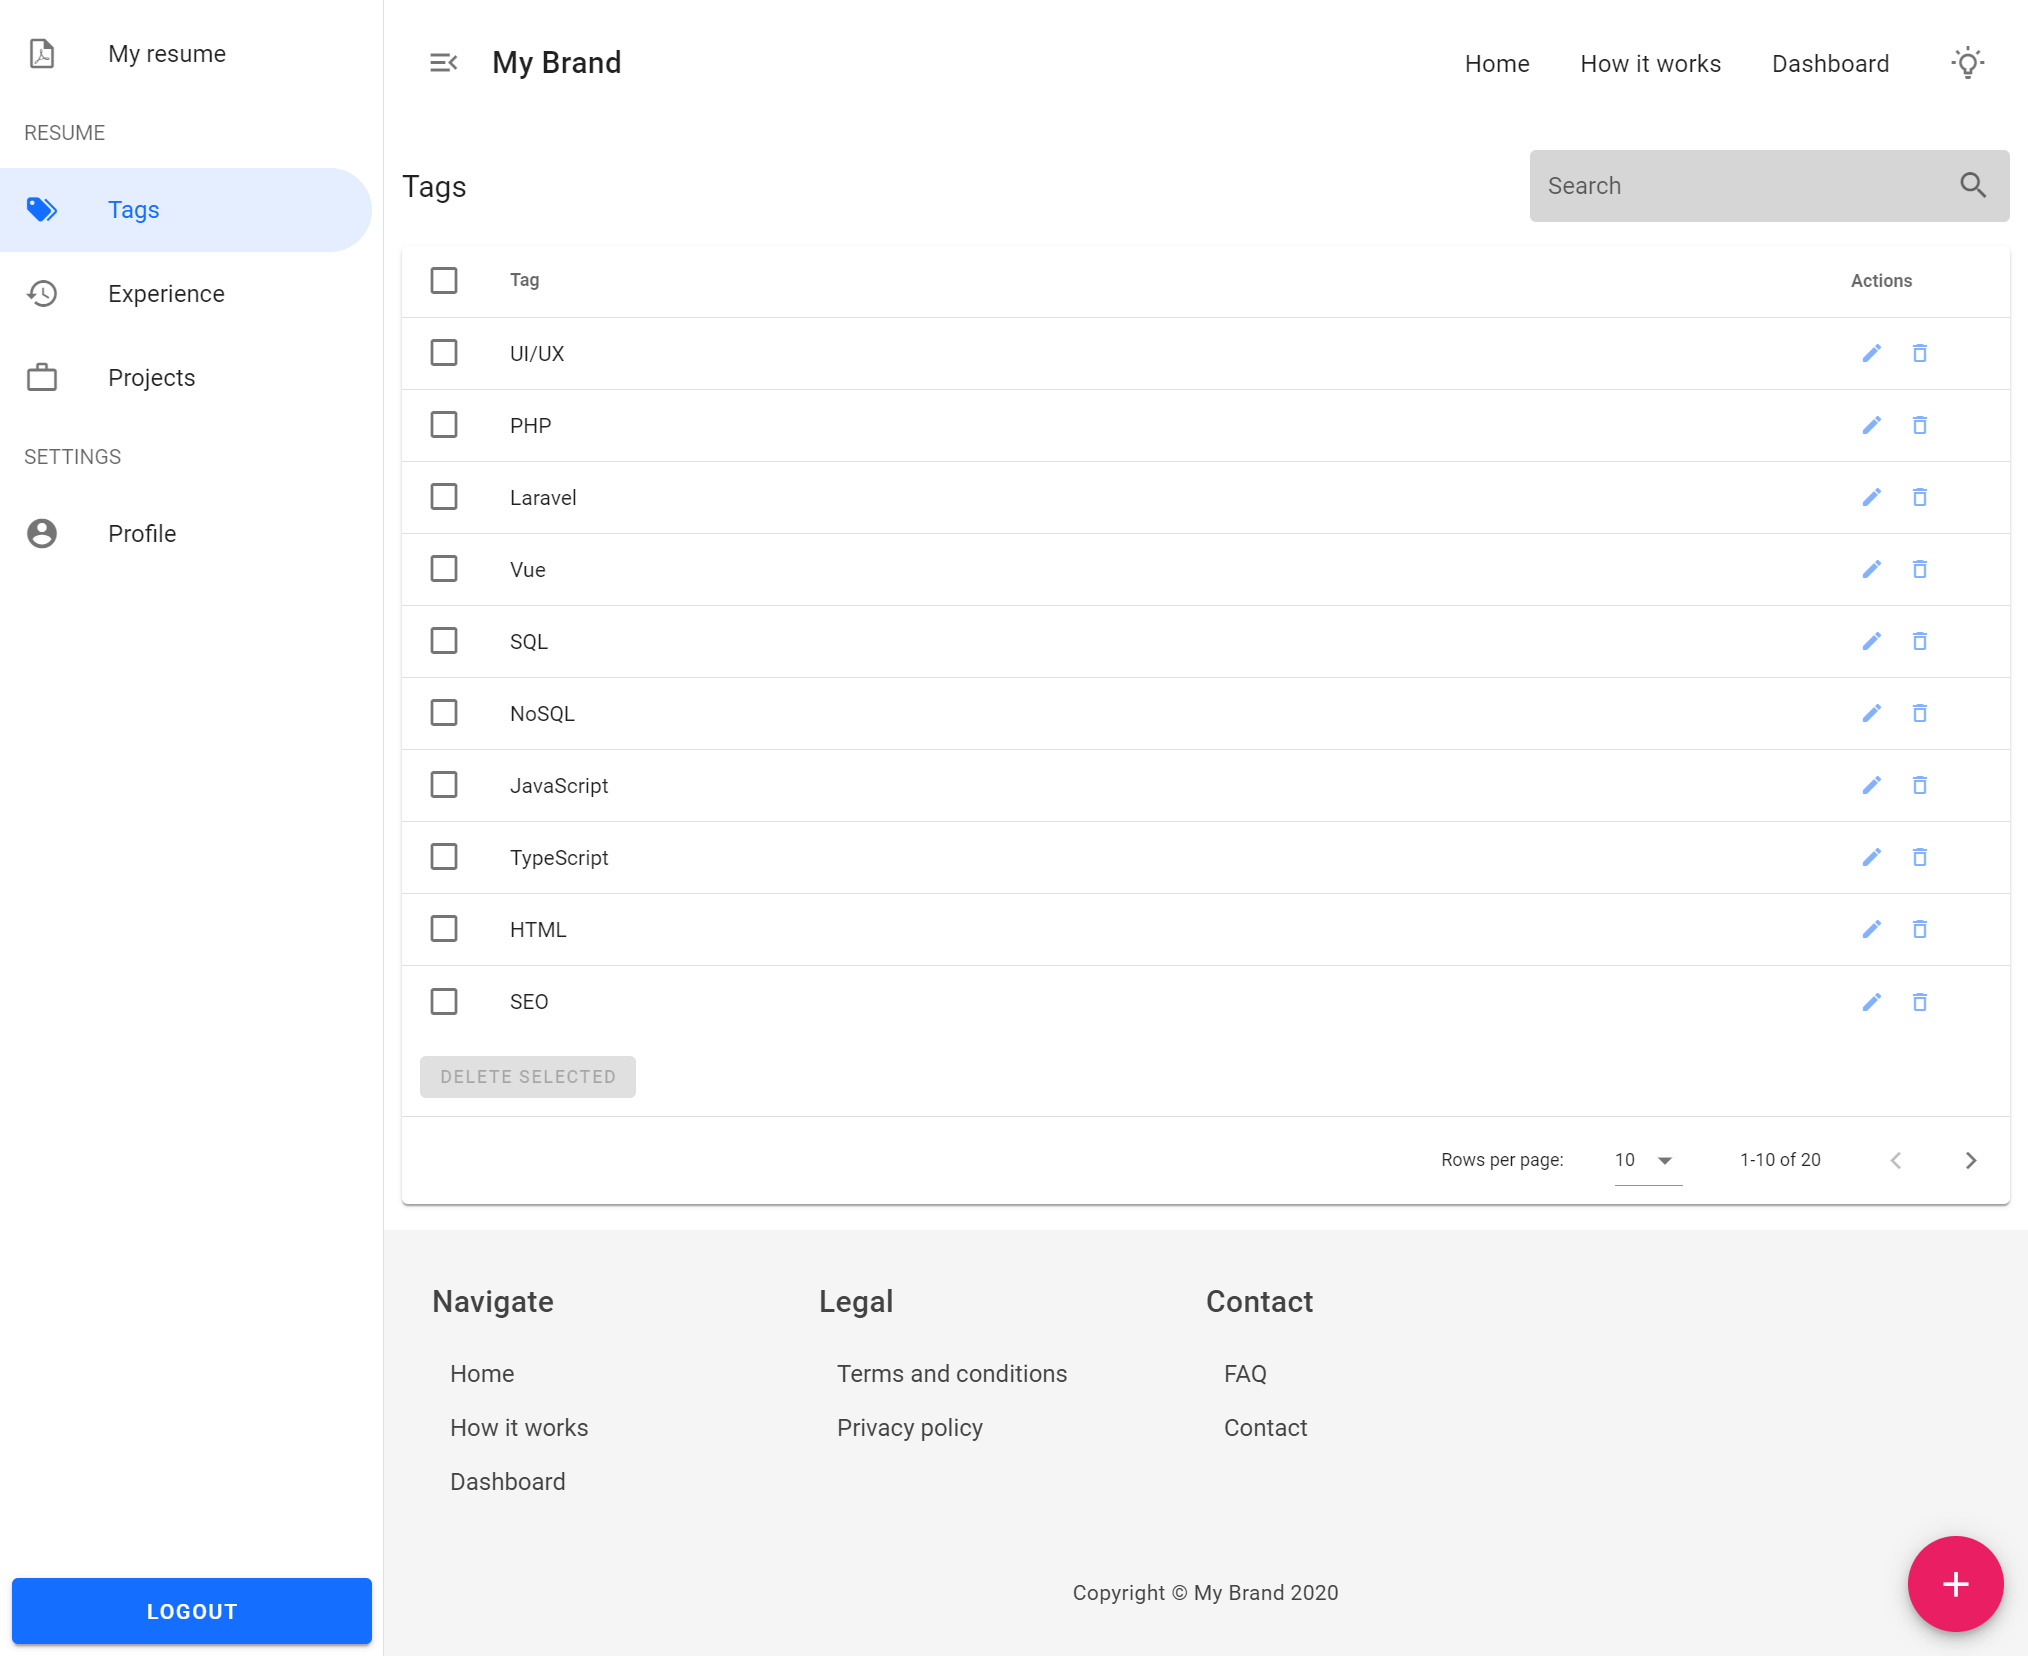 My resume
RESUME
Tags
Experience
Projects
SETTINGS
Profile
LOGOUT
My Brand
Home
How it works
Dashboard
Tags
Search
Tag
Actions
UI/UX
PHP
Laravel
Vue
SQL
NoSQL
JavaScript
TypeScript
HTML
SEO
DELETE SELECTED
Rows per page:
10
1-10 of 20
Navigate
Home
How it works
Dashboard
Legal
Terms and conditions
Privacy policy
Contact
FAQ
Contact
Copyright © My Brand 2020